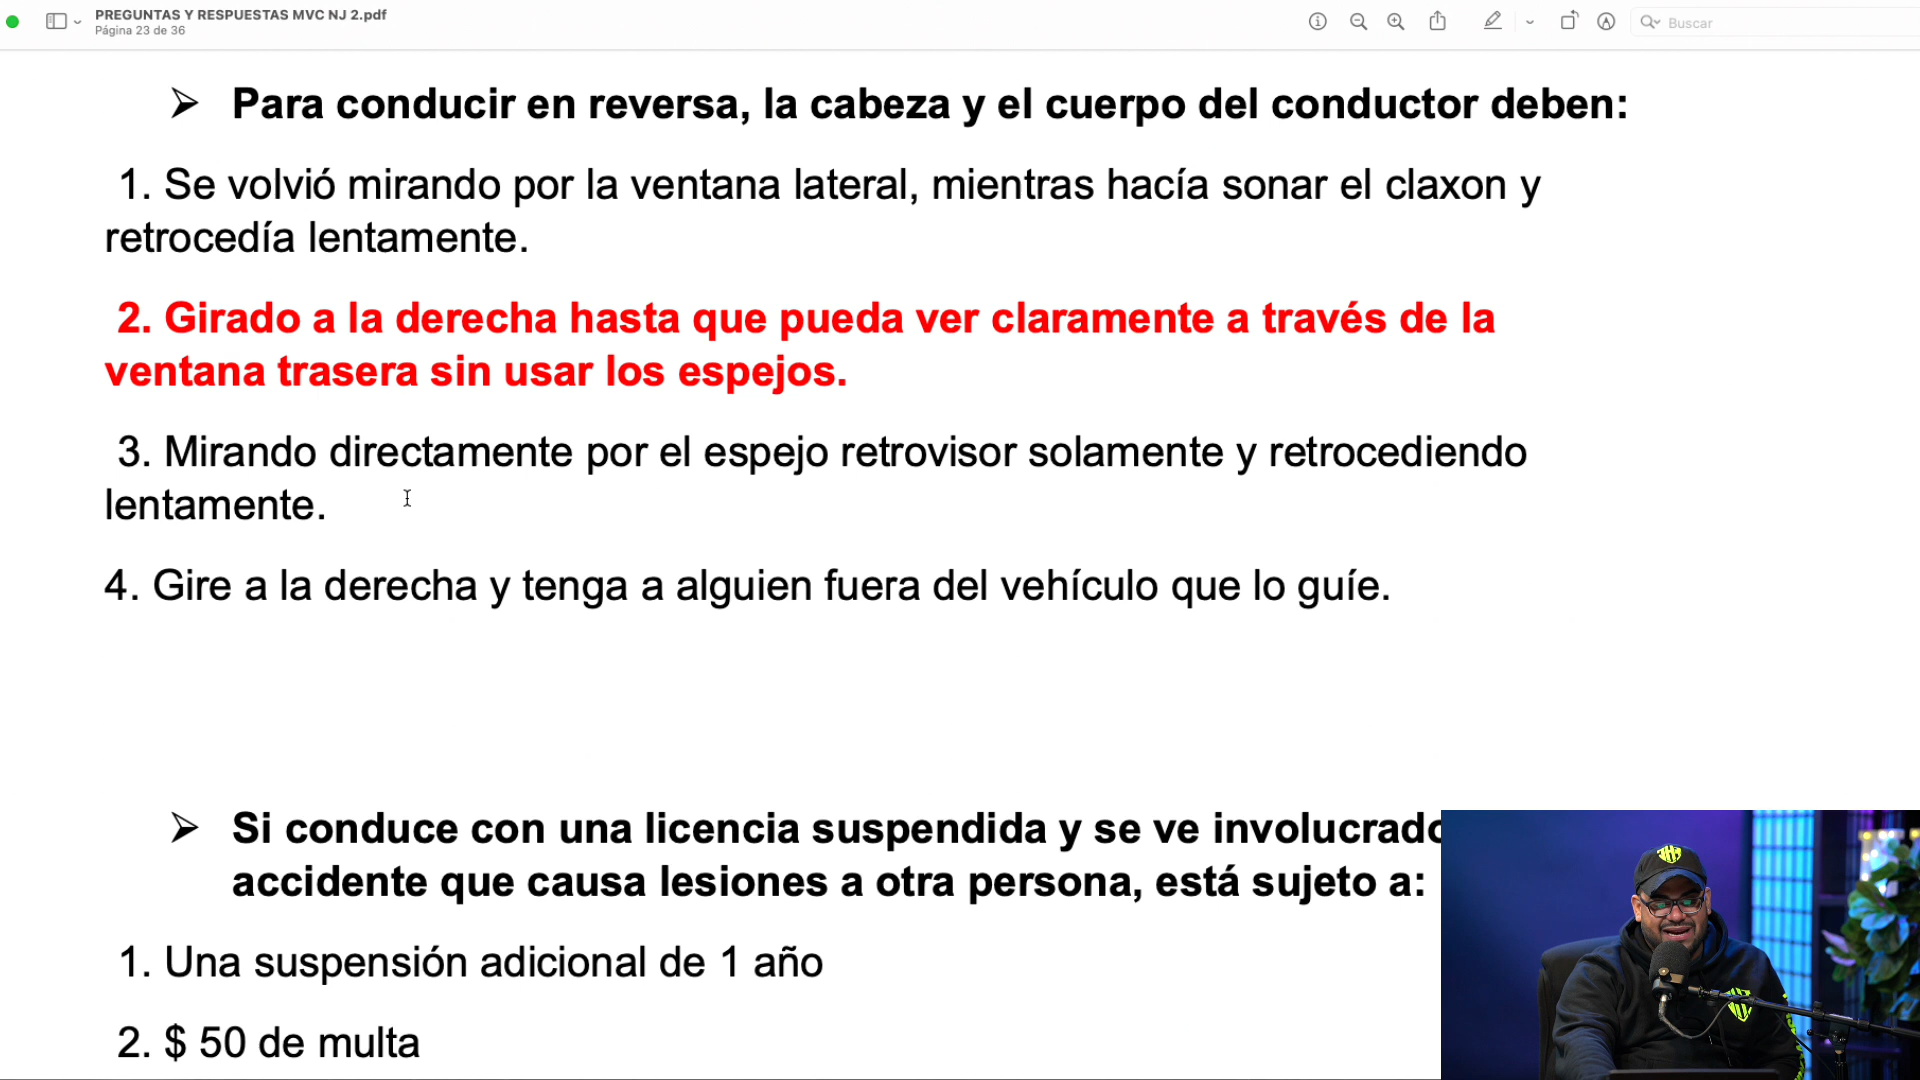 PREGUNTAS Y RESPUESTAS MVC NJ 2.pdf
Página 23 de 36
Buscar
➢ Para conducir en reversa, la cabeza y el cuerpo del conductor deben:
1. Se volvió mirando por la ventana lateral, mientras hacía sonar el claxon y
retrocedía lentamente.
2. Girado a la derecha hasta que pueda ver claramente a través de la
ventana trasera sin usar los espejos.
3. Mirando directamente por el espejo retrovisor solamente y retrocediendo
lentamente.
4. Gire a la derecha y tenga a alguien fuera del vehículo que lo guíe.
➢ Si conduce con una licencia suspendida y se ve involucrado
accidente que causa lesiones a otra persona, está sujeto a:
1. Una suspensión adicional de 1 año
2. $ 50 de multa